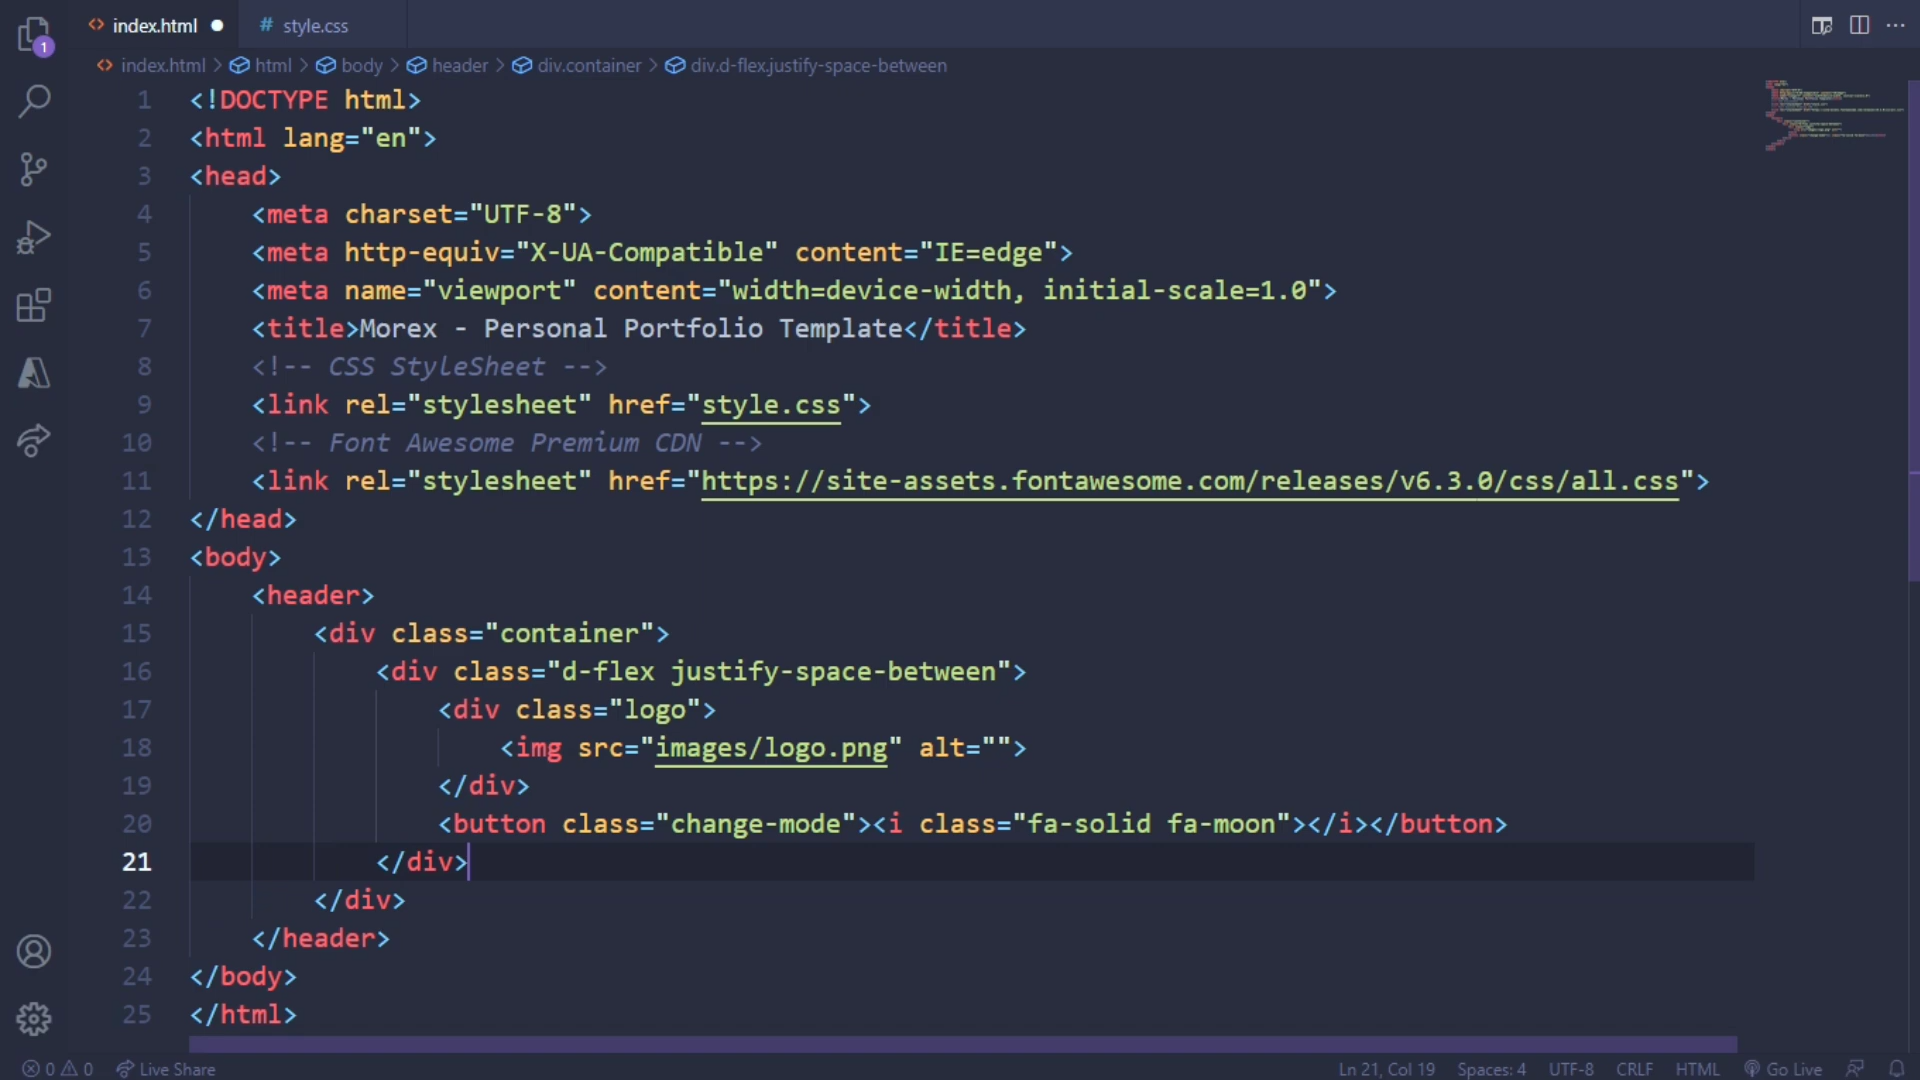 index.html
style.css
index.html > html > body > header > div.container > div.d-flex.justify-space-between
1 <!DOCTYPE html>
2 <html lang="en">
3 <head>
4     <meta charset="UTF-8">
5     <meta http-equiv="X-UA-Compatible" content="IE=edge">
6     <meta name="viewport" content="width=device-width, initial-scale=1.0">
7     <title>Morex - Personal Portfolio Template</title>
8     <!-- CSS StyleSheet -->
9     <link rel="stylesheet" href="style.css">
10     <!-- Font Awesome Premium CDN -->
11     <link rel="stylesheet" href="https://site-assets.fontawesome.com/releases/v6.3.0/css/all.css">
12 </head>
13 <body>
14     <header>
15         <div class="container">
16             <div class="d-flex justify-space-between">
17                 <div class="logo">
18                     <img src="images/logo.png" alt="">
19                 </div>
20                 <button class="change-mode"><i class="fa-solid fa-moon"></i></button>
21             </div>
22         </div>
23     </header>
24 </body>
25 </html>
1
0 0 Live Share Ln 21, Col 19 Spaces: 4 UTF-8 CRLF HTML Go Live